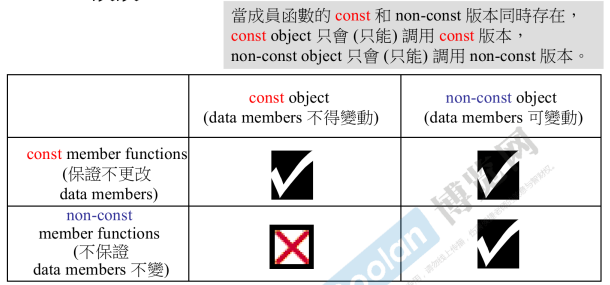 當成員函數的 const 和 non-const 版本同時存在，
const object 只會 (只能) 調用 const 版本，
non-const object 只會 (只能) 調用 non-const 版本。
const object
(data members 不得變動)
non-const object
(data members 可變動)
const member functions
(保證不更改
data members)
non-const
member functions
(不保證
data members 不變)
oolan 博览网